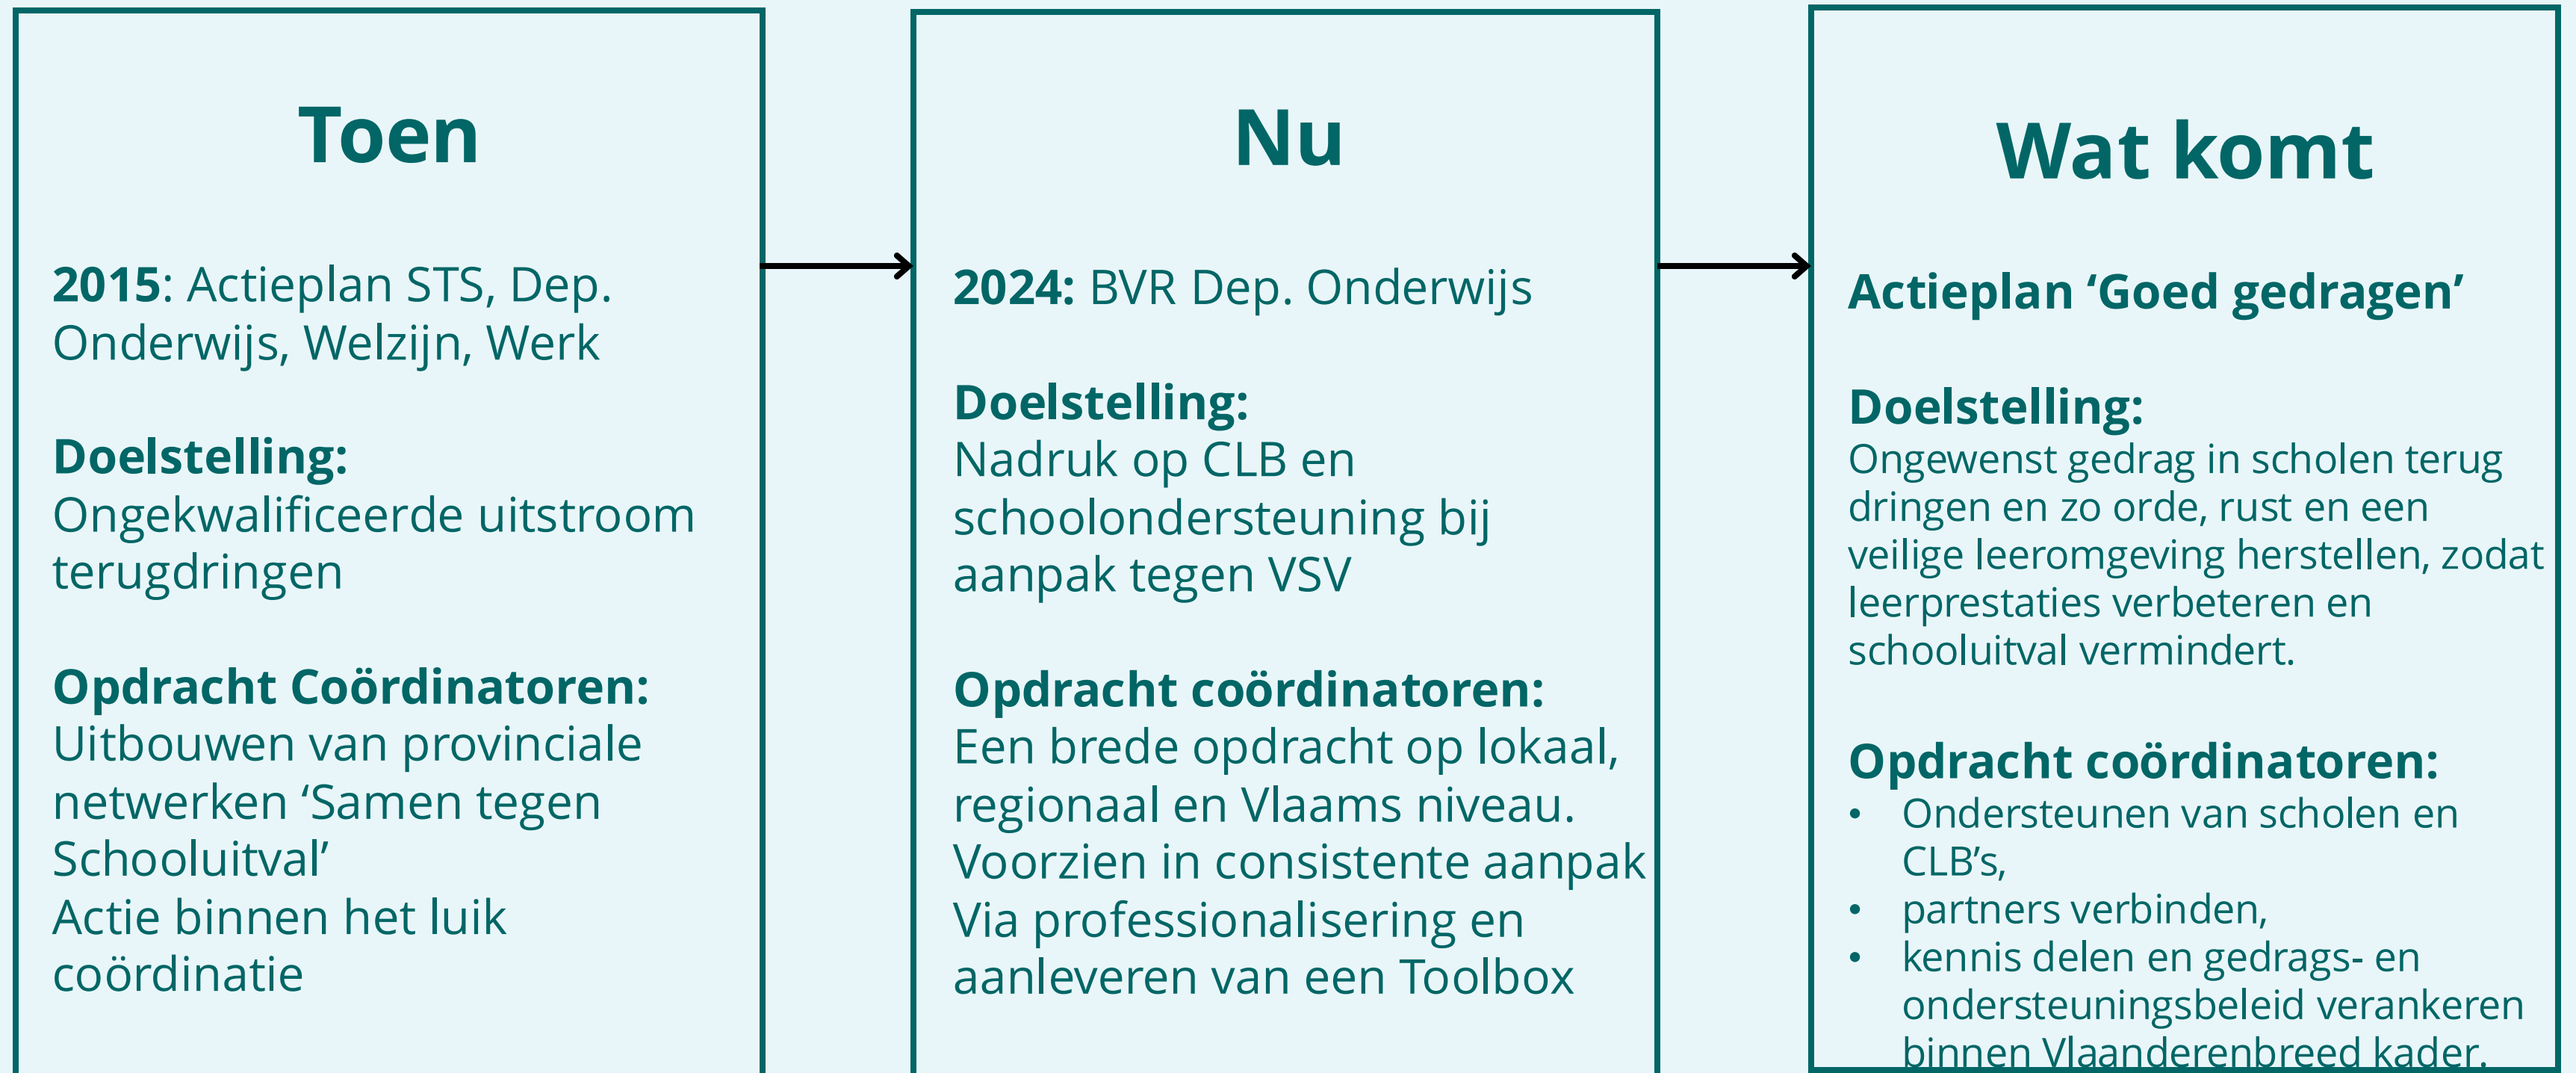 Toen
2015: Actieplan STS, Dep.
Onderwijs, Welzijn, Werk
Doelstelling:
Ongekwalificeerde uitstroom
terugdringen
Opdracht Coördinatoren:
Uitbouwen van provinciale
netwerken ‘Samen tegen
Schooluitval’
Actie binnen het luik
coördinatie
Nu
2024: BVR Dep. Onderwijs
Doelstelling:
Nadruk op CLB en
schoolondersteuning bij
aanpak tegen VSV
Opdracht coördinatoren:
Een brede opdracht op lokaal,
regionaal en Vlaams niveau.
Voorzien in consistente aanpak
Via professionalisering en
aanleveren van een Toolbox
Wat komt
Actieplan ‘Goed gedragen’
Doelstelling:
Ongewenst gedrag in scholen terug
dringen en zo orde, rust en een
veilige leeromgeving herstellen, zodat
leerprestaties verbeteren en
schooluitval vermindert.
Opdracht coördinatoren:
• Ondersteunen van scholen en
CLB’s,
• partners verbinden,
• kennis delen en gedrags- en
ondersteuningsbeleid verankeren
binnen Vlaanderenbreed kader.